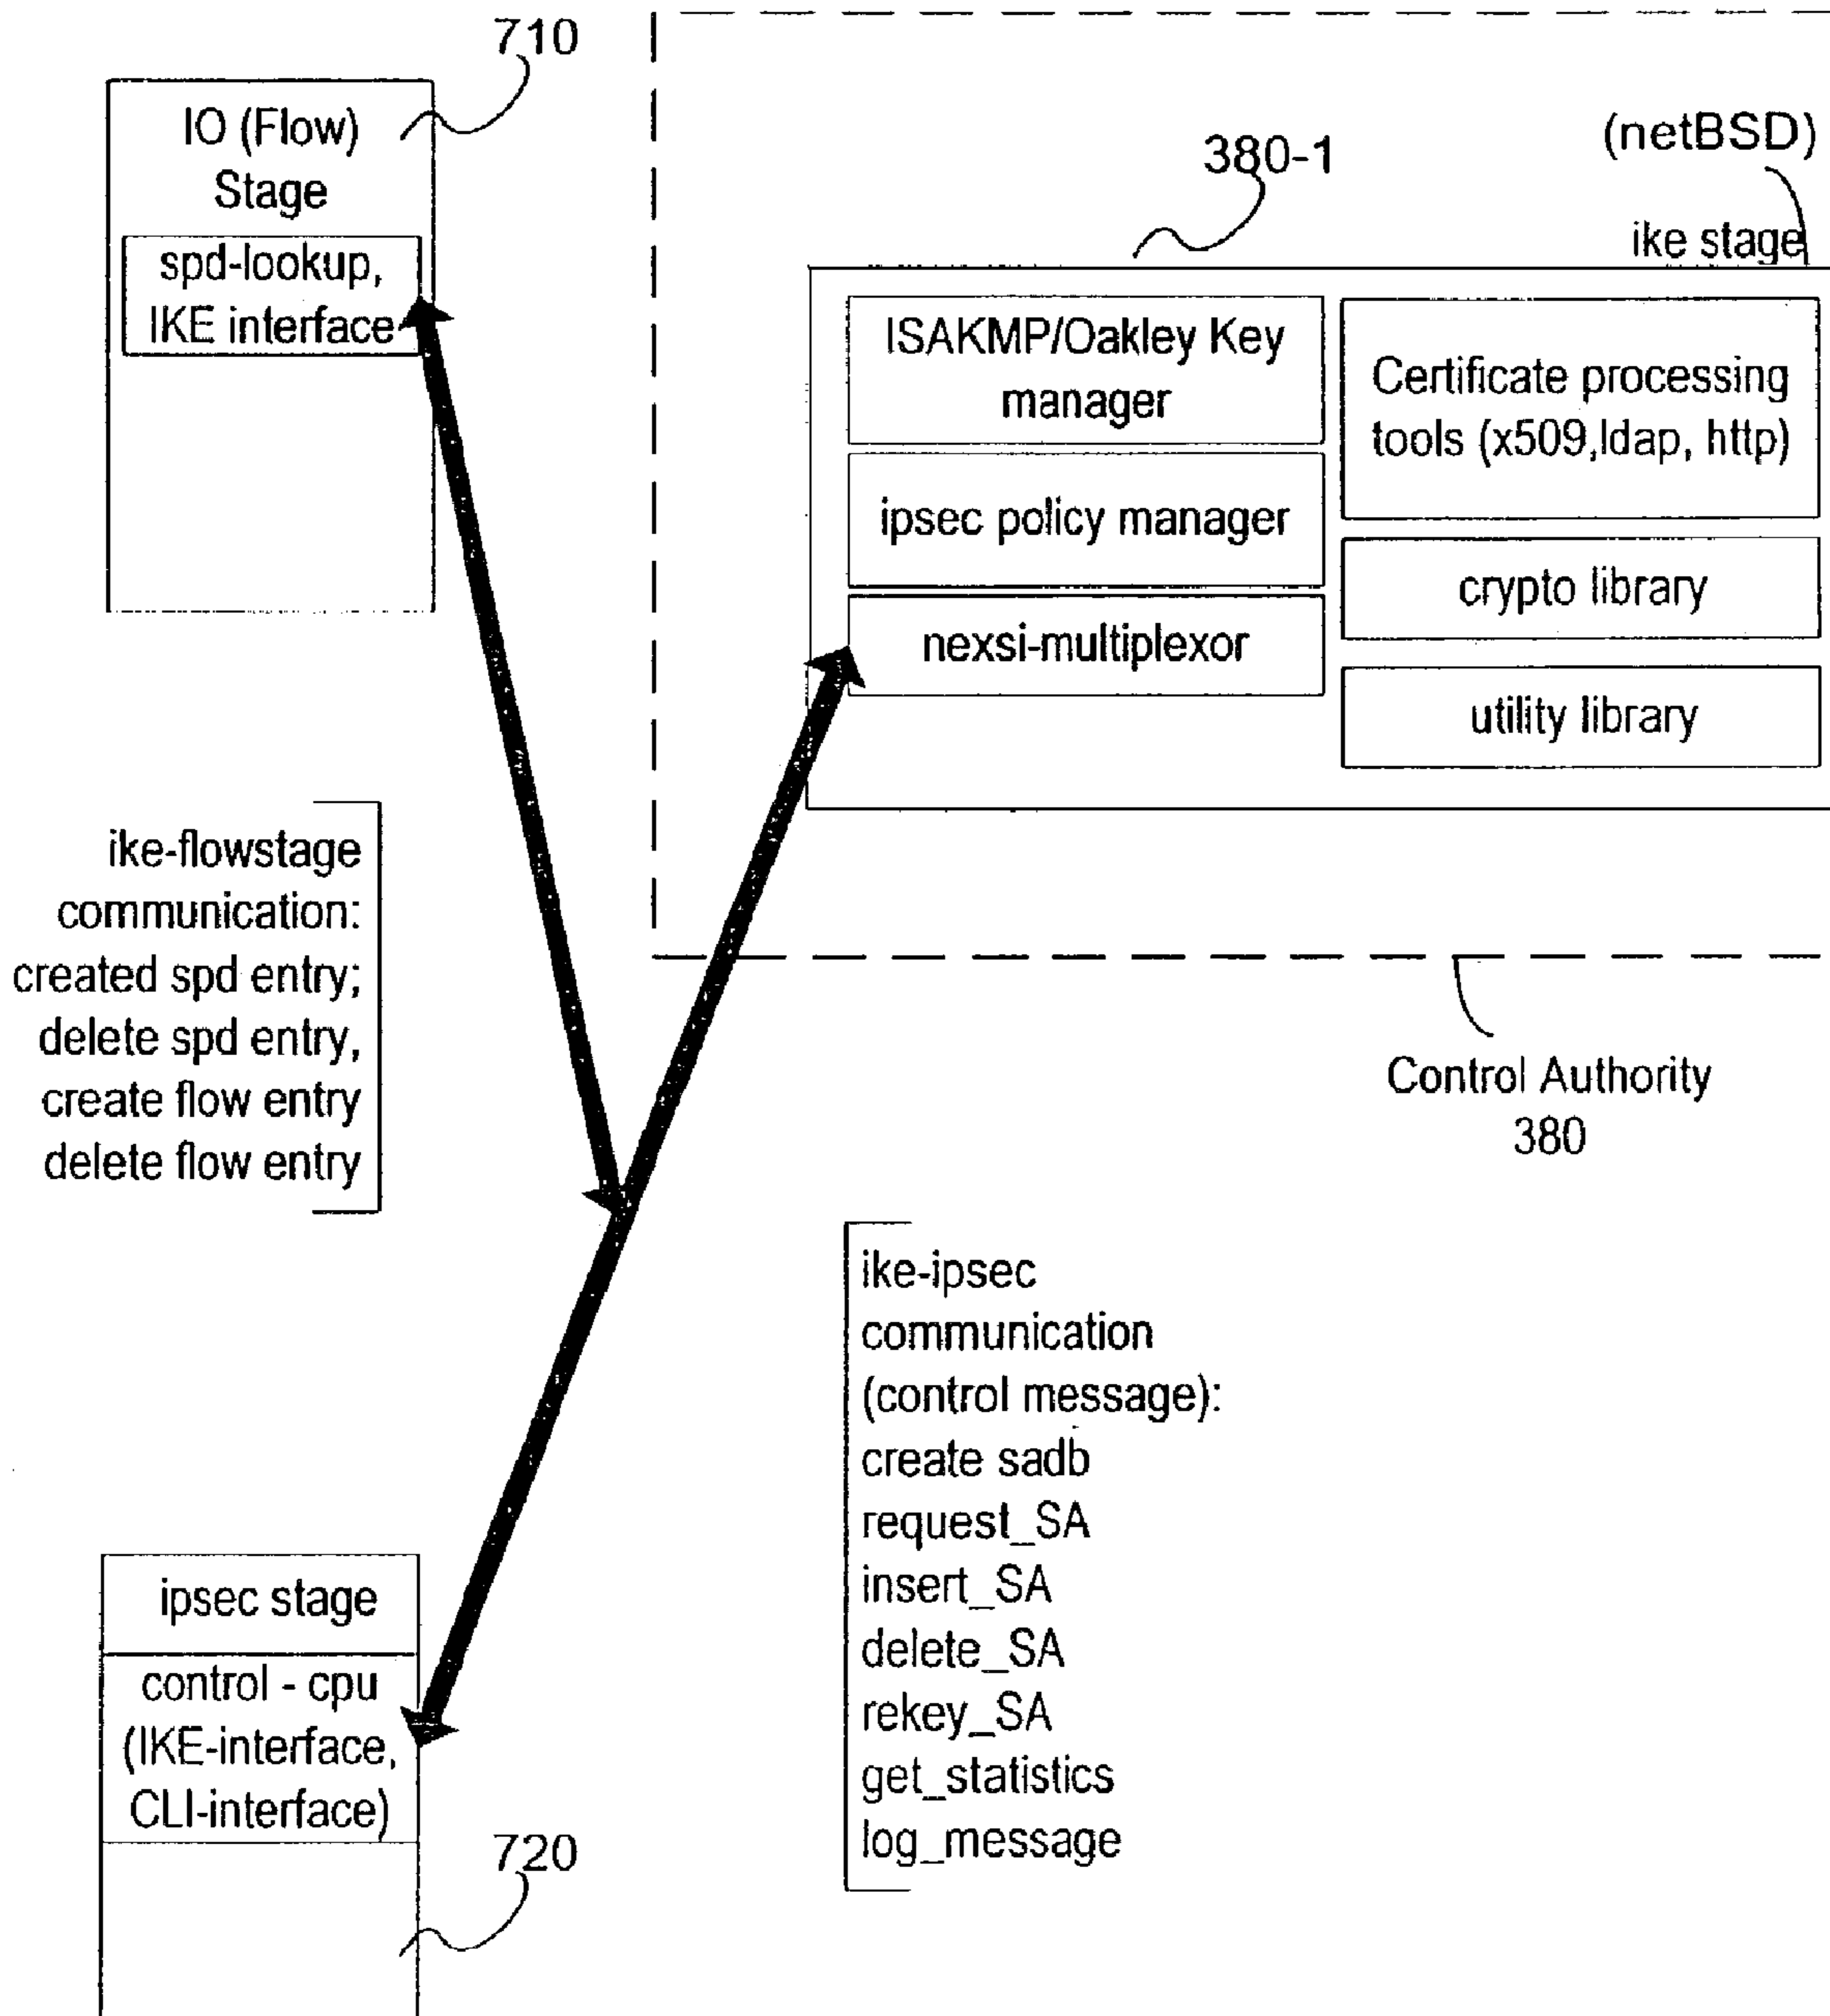 710
IO (Flow)
Stage
spd-lookup,
IKE interface
(netBSD)
380-1
ike stage
ISAKMP/Oakley Key
manager
ipsec policy manager
nexsi-multiplexor
Certificate processing
tools (x509,ldap, http)
crypto library
utility library
ike-flowstage
communication:
created spd entry;
delete spd entry,
create flow entry
delete flow entry
Control Authority
380
ike-ipsec
communication
(control message):
create sadb
request_SA
insert_SA
delete_SA
rekey_SA
get_statistics
log_message
ipsec stage
control - cpu
(IKE-interface,
CLI-interface)
720